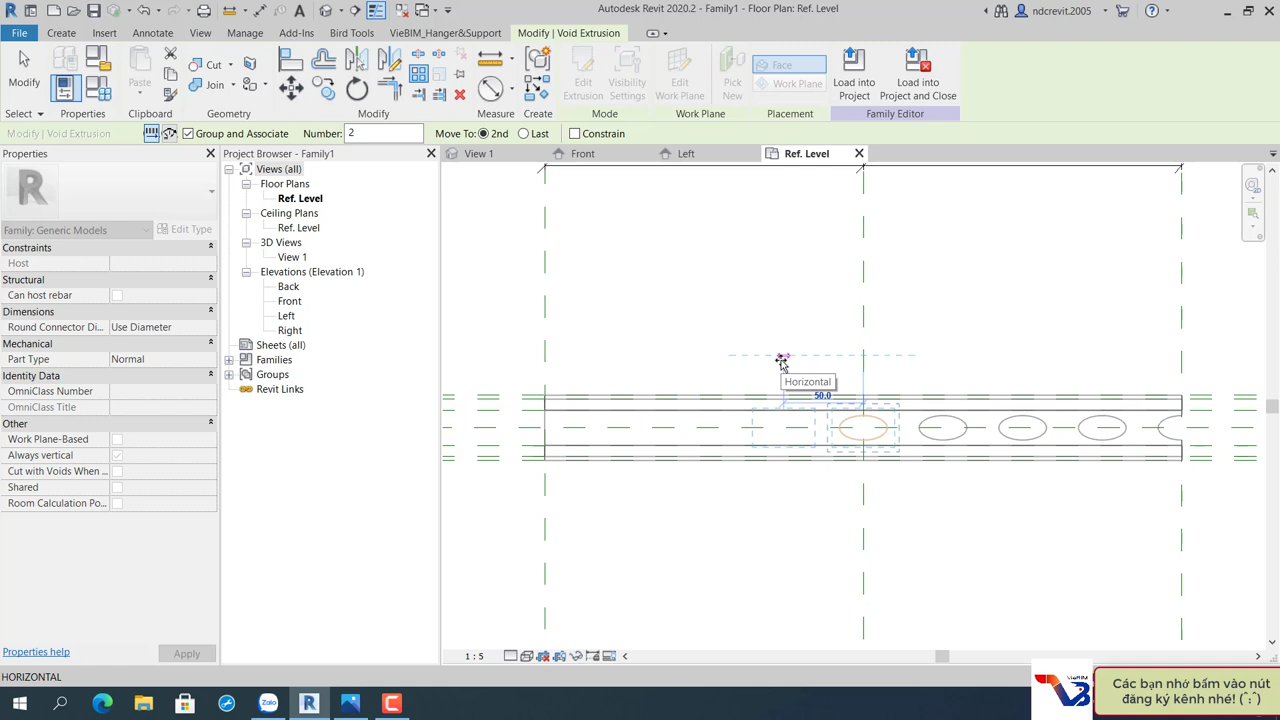 Autodesk Revit 2020.2 - Family1 - Floor Plan: Ref. Level
ndcrevit.2005
File Create Insert Annotate View Manage Add-Ins Bird Tools VieBIM_Hanger&Support Modify | Void Extrusion
Modify
Paste
Cut
Join
Edit Extrusion
Visibility Settings
Edit Work Plane
Pick New
Face
Work Plane
Load into Project
Load into Project and Close
Select Properties Clipboard Geometry Modify Measure Create Mode Work Plane Placement Family Editor
Modify | Void Extrusion Group and Associate Number: 2 Move To: 2nd Last Constrain
Properties
Family: Generic Models Edit Type
Constraints
Host
Structural
Can host rebar
Dimensions
Round Connector Di... Use Diameter
Mechanical
Part Type Normal
Identity Data
OmniClass Number
OmniClass Title
Other
Work Plane-Based
Always vertical
Cut with Voids When ...
Shared
Room Calculation Po...
Properties help Apply
Project Browser - Family1
Views (all)
Floor Plans
Ref. Level
Ceiling Plans
Ref. Level
3D Views
View 1
Elevations (Elevation 1)
Back
Front
Left
Right
Sheets (all)
Families
Groups
Revit Links
View 1 Front Left Ref. Level
Horizontal
50.0
1 : 5
HORIZONTAL
Zalo
VieBIM
Các bạn nhớ bấm vào nút
đăng ký kênh nhé! (ˆ:ˆ)